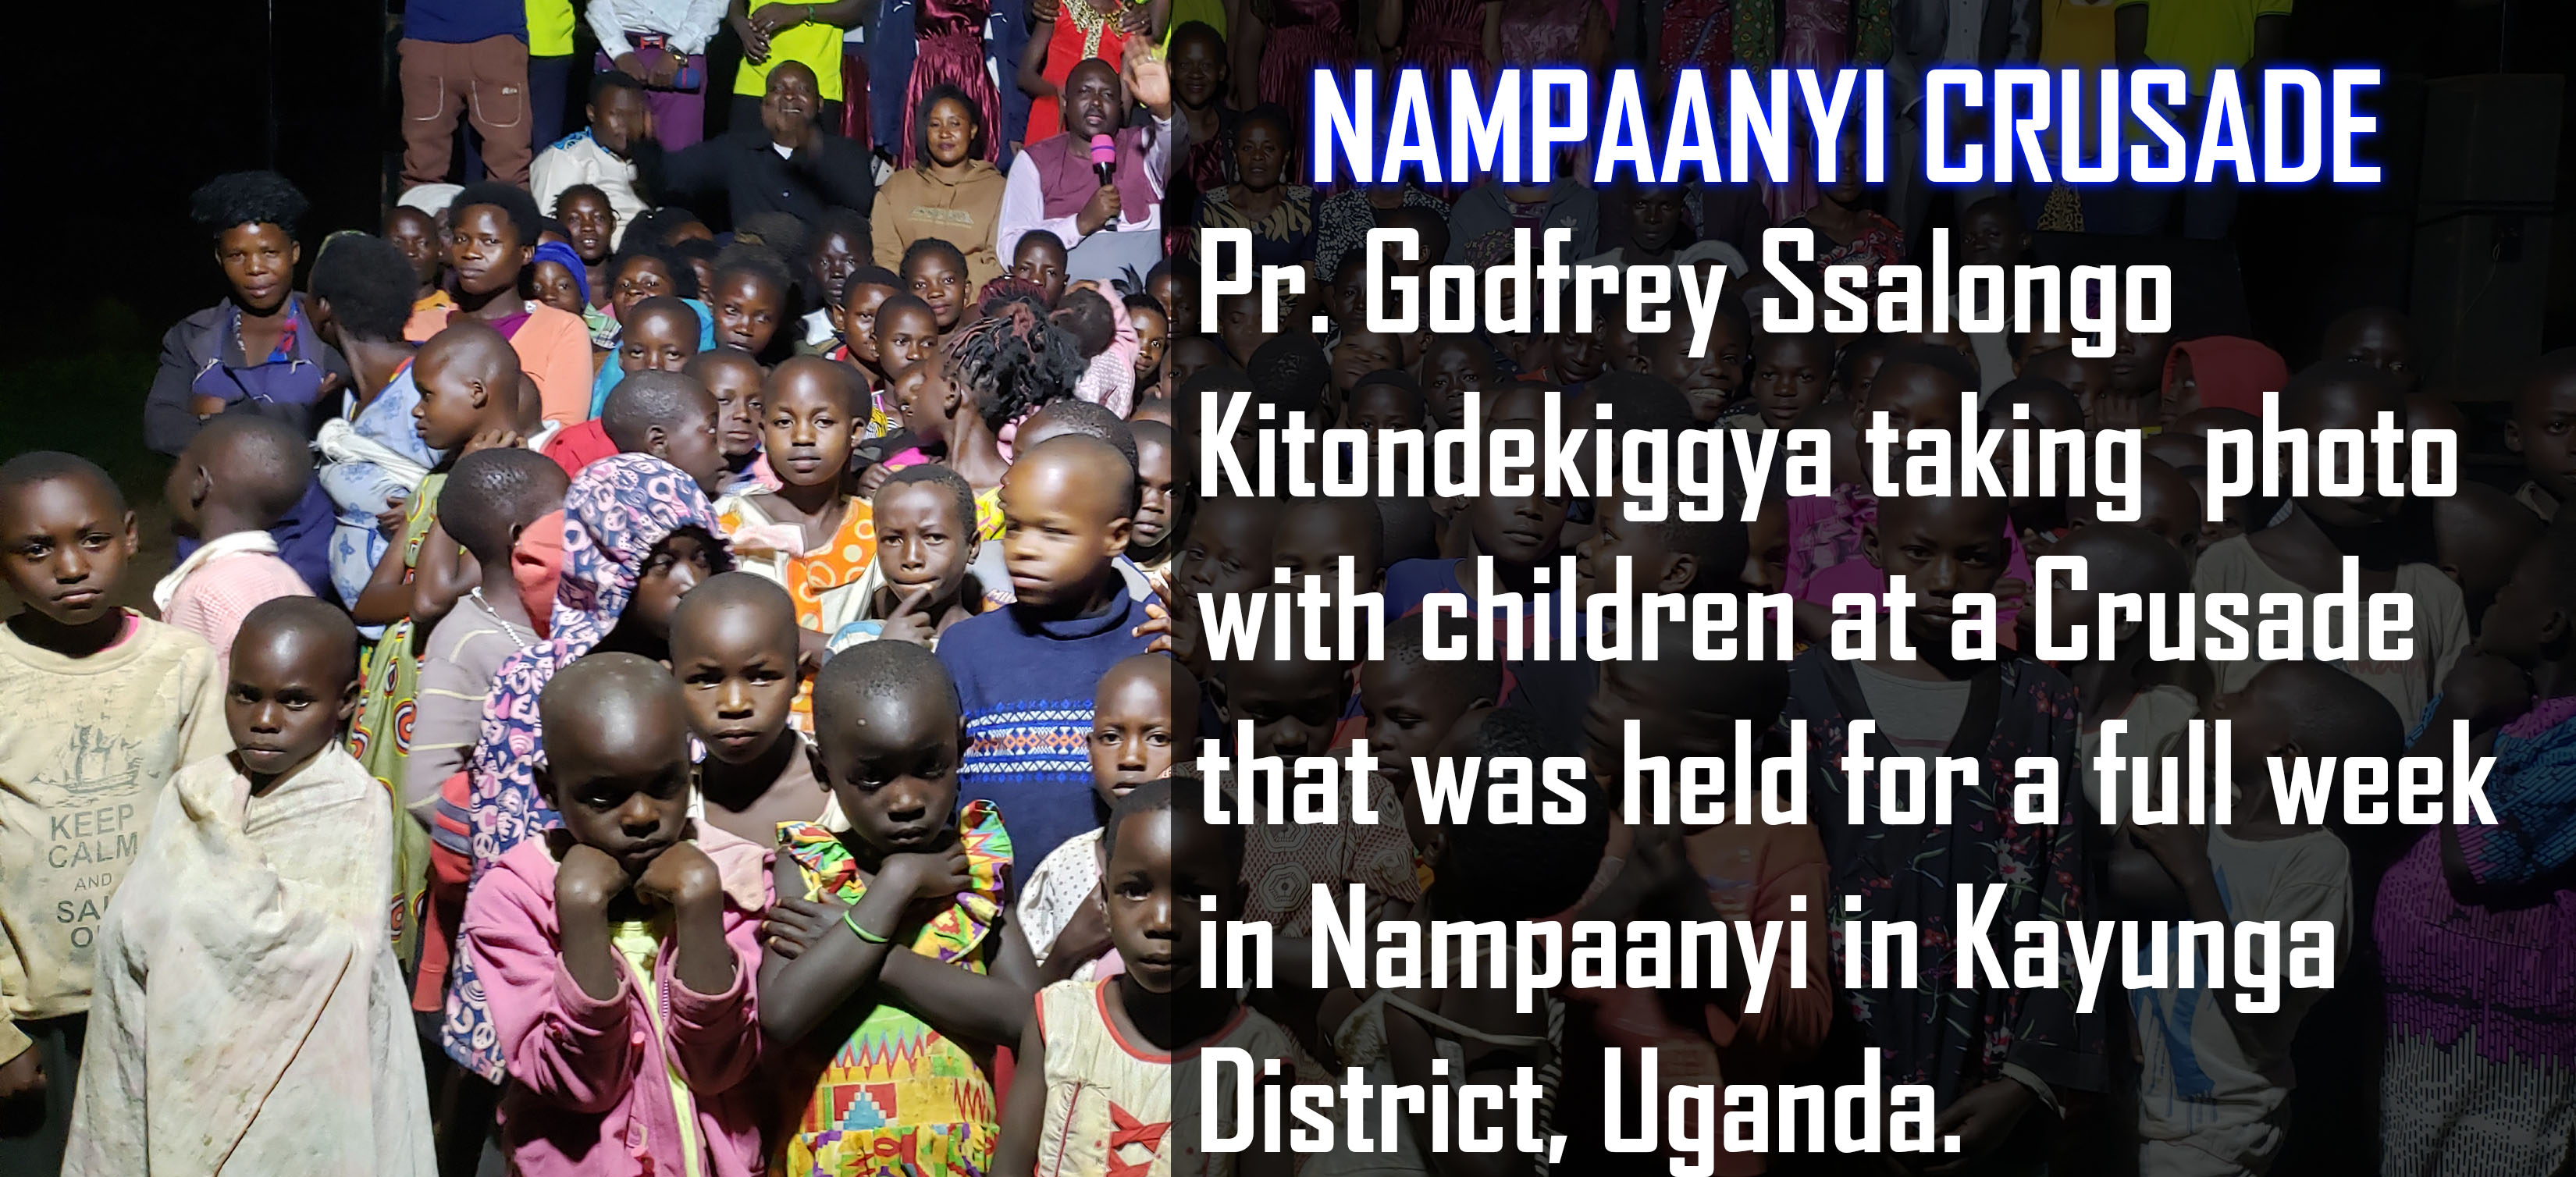 NAMPAANYI CRUSADE
Pr. Godfrey Ssalongo
Kitondekiggya taking photo
with children at a Crusade
that was held for a full week
in Nampaanyi in Kayunga
District, Uganda.
KEEP
CALM
AND